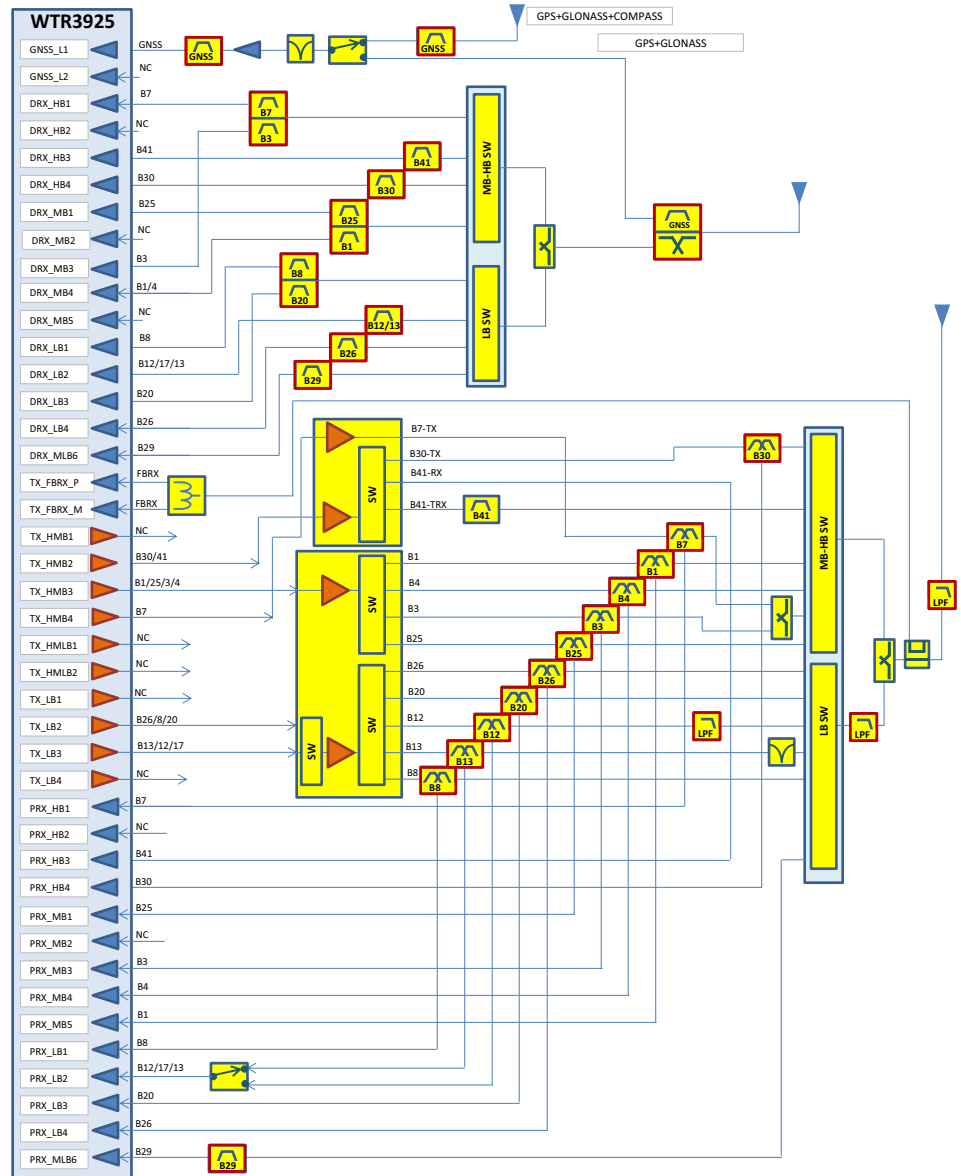 WTR3925
GPS+GLONASS+COMPASS
GPS+GLONASS
GNSS_L1
GNSS
GNSS
GNSS
GNSS_L2
NC
DRX_HB1
B7
B7
DRX_HB2
NC
B3
DRX_HB3
B41
B41
MB-HB SW
DRX_HB4
B30
B30
DRX_MB1
B25
B25
GNSS
DRX_MB2
NC
B1
DRX_MB3
B3
B8
DRX_MB4
B1/4
B20
DRX_MB5
NC
B12/13
LB SW
DRX_LB1
B8
B26
DRX_LB2
B12/17/13
B29
DRX_LB3
B20
DRX_LB4
B26
B7-TX
DRX_MLB6
B29
B30-TX
B30
TX_FBRX_P
FBRX
B41-RX
SW
MB-HB SW
TX_FBRX_M
FBRX
B41-TRX
B41
TX_HMB1
NC
B7
TX_HMB2
B30/41
B1
B1
TX_HMB3
B1/25/3/4
B4
B4
LPF
SW
TX_HMB4
B7
B3
B3
TX_HMLB1
NC
B25
B25
TX_HMLB2
NC
B26
B26
TX_LB1
NC
B20
B20
TX_LB2
B26/8/20
B12
B12
LPF
LB SW
LPF
SW
SW
TX_LB3
B13/12/17
B13
B13
TX_LB4
NC
B8
B8
PRX_HB1
B7
PRX_HB2
NC
PRX_HB3
B41
PRX_HB4
B30
PRX_MB1
B25
PRX_MB2
NC
PRX_MB3
B3
PRX_MB4
B4
PRX_MB5
B1
PRX_LB1
B8
PRX_LB2
B12/17/13
PRX_LB3
B20
PRX_LB4
B26
PRX_MLB6
B29
B29